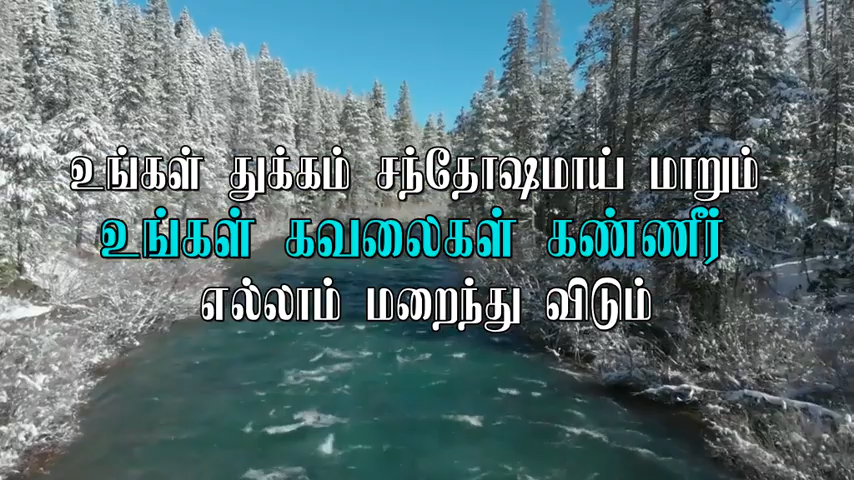 உங்கள் துக்கம் சந்தோஷமாய் மாறும்
உங்கள் கவலைகள் கண்ணீர்
எல்லாம் மறைந்து விடும்